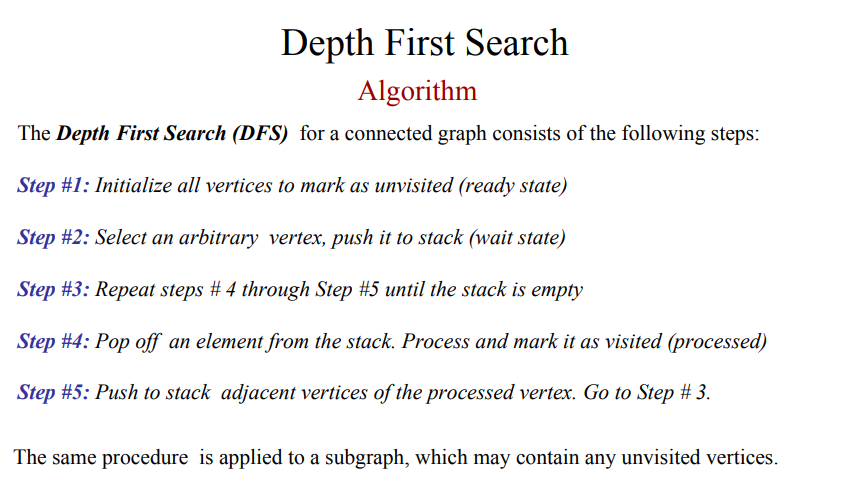 Depth First Search
Algorithm
The Depth First Search (DFS) for a connected graph consists of the following steps:
Step #1: Initialize all vertices to mark as unvisited (ready state)
Step #2: Select an arbitrary vertex, push it to stack (wait state)
Step #3: Repeat steps # 4 through Step #5 until the stack is empty
Step #4: Pop off an element from the stack. Process and mark it as visited (processed)
Step #5: Push to stack adjacent vertices of the processed vertex. Go to Step # 3.
The same procedure is applied to a subgraph, which may contain any unvisited vertices.